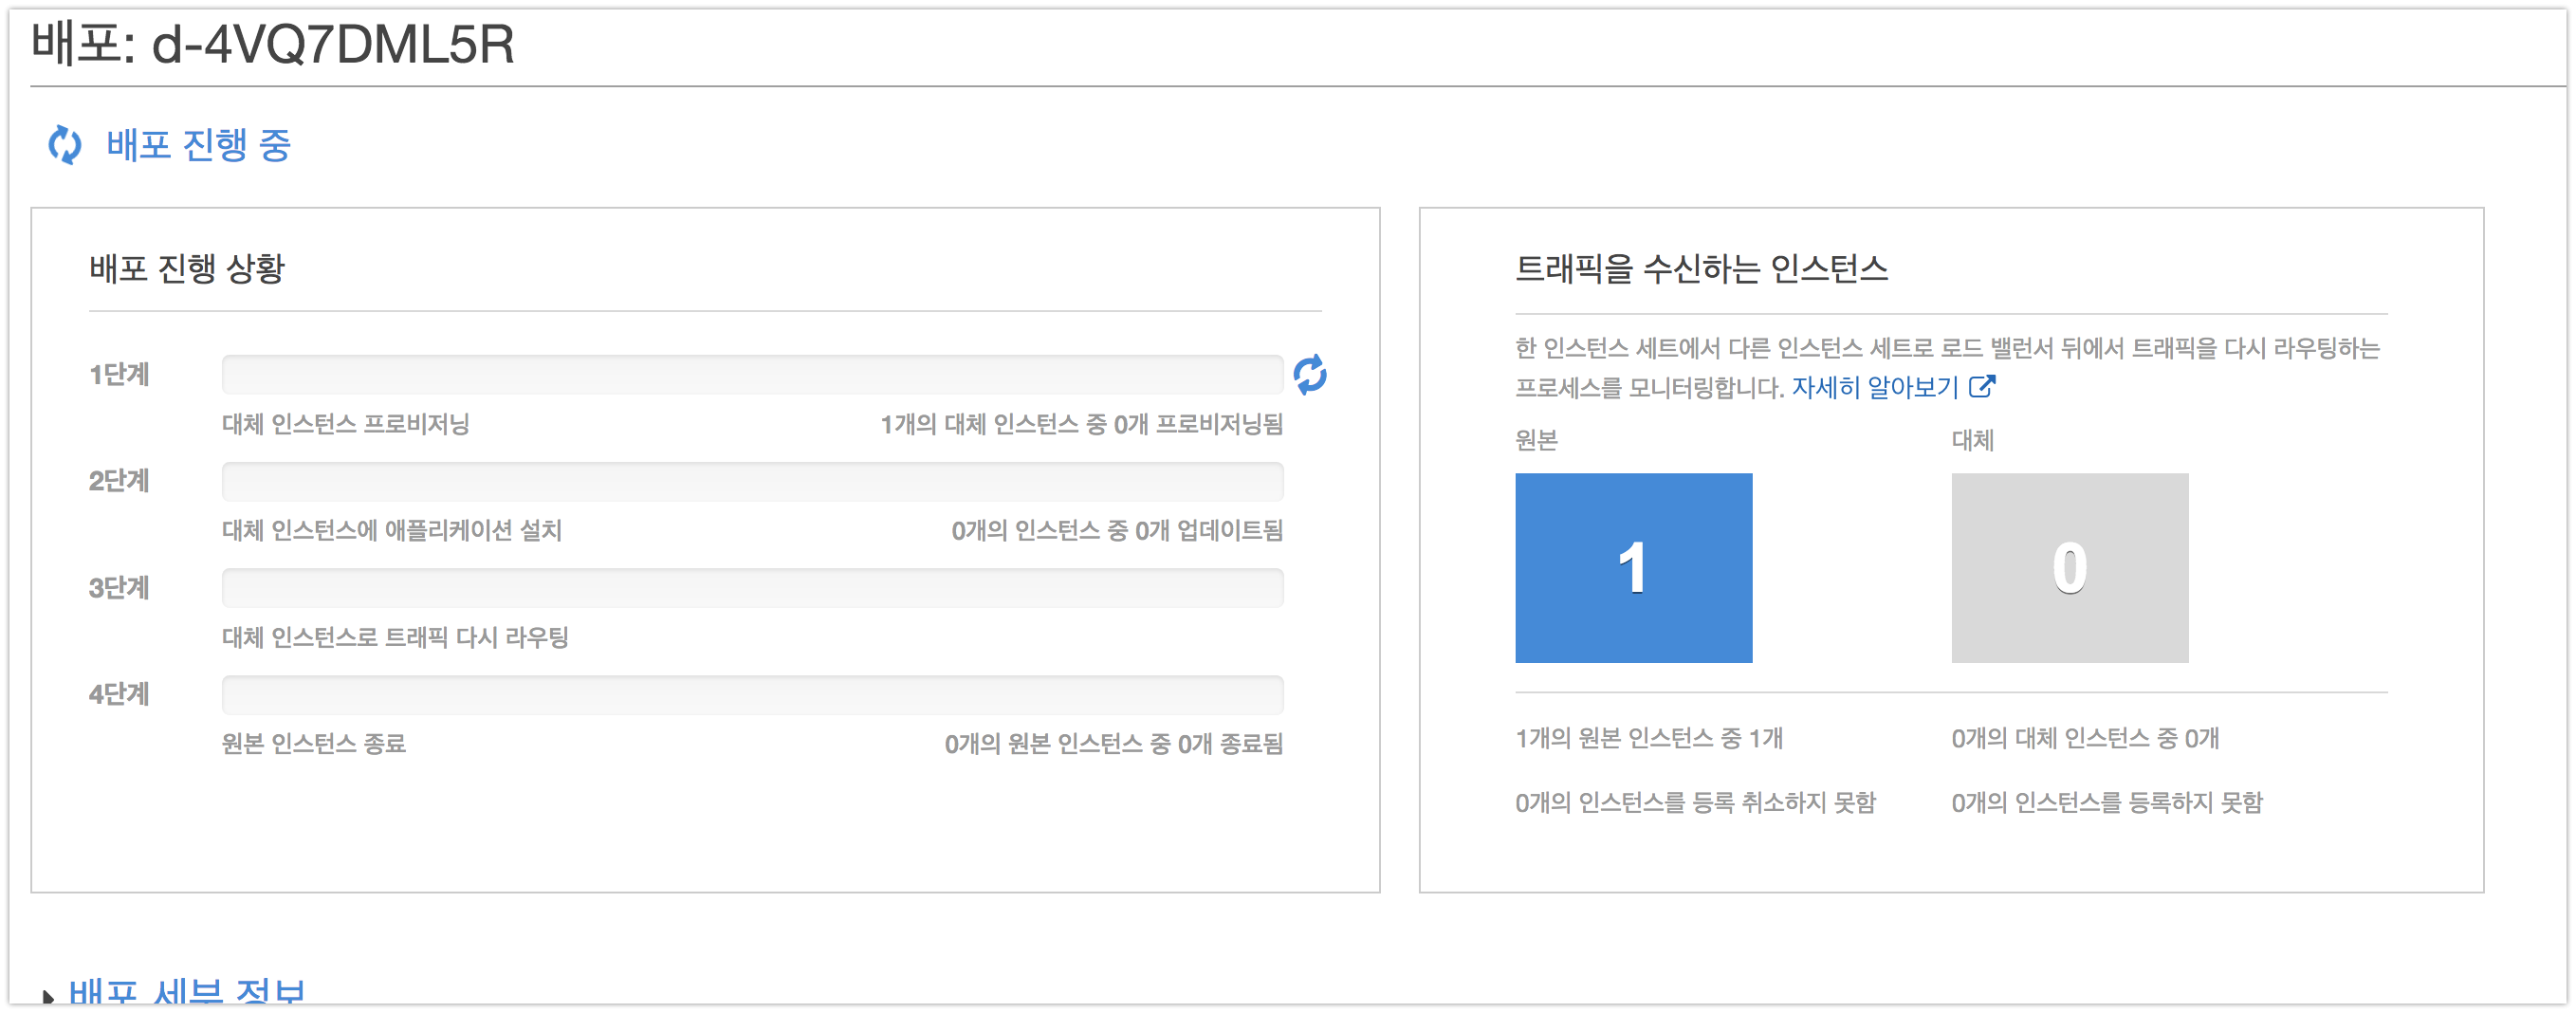 배포: d-4VQ7DML5R
배포 진행 중
배포 진행 상황
1단계
대체 인스턴스 프로비저닝
1개의 대체 인스턴스 중 0개 프로비저닝됨
2단계
대체 인스턴스에 애플리케이션 설치
0개의 인스턴스 중 0개 업데이트됨
3단계
대체 인스턴스로 트래픽 다시 라우팅
4단계
원본 인스턴스 종료
0개의 원본 인스턴스 중 0개 종료됨
트래픽을 수신하는 인스턴스
한 인스턴스 세트에서 다른 인스턴스 세트로 로드 밸런서 뒤에서 트래픽을 다시 라우팅하는
프로세스를 모니터링합니다. 자세히 알아보기
원본
대체
1
0
1개의 원본 인스턴스 중 1개
0개의 대체 인스턴스 중 0개
0개의 인스턴스를 등록 취소하지 못함
0개의 인스턴스를 등록하지 못함
배포 세부 정보